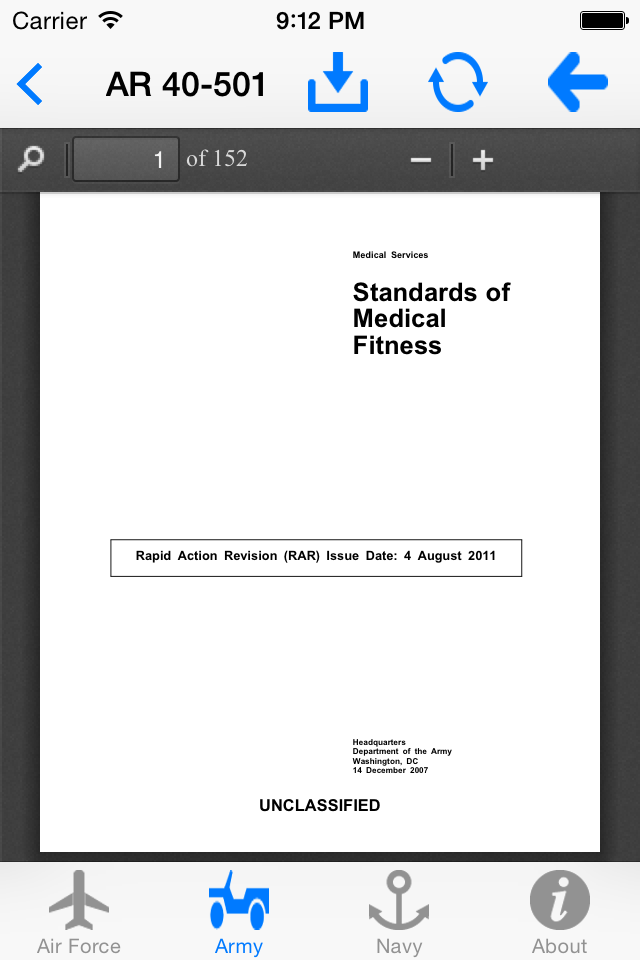 Carrier 9:12 PM
AR 40-501
1 of 152
Medical Services
Standards of
Medical
Fitness
Rapid Action Revision (RAR) Issue Date: 4 August 2011
Headquarters
Department of the Army
Washington, DC
14 December 2007
UNCLASSIFIED
Air Force Army Navy About